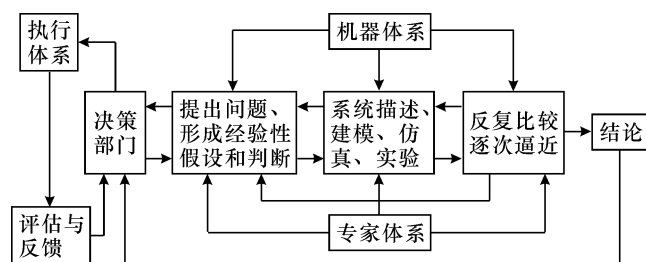 执行
体系
机器体系
决策
部门
提出问题、
形成经验性
假设和判断
系统描述、
建模、仿
真、实验
反复比较
逐次逼近
结论
评估与
反馈
专家体系